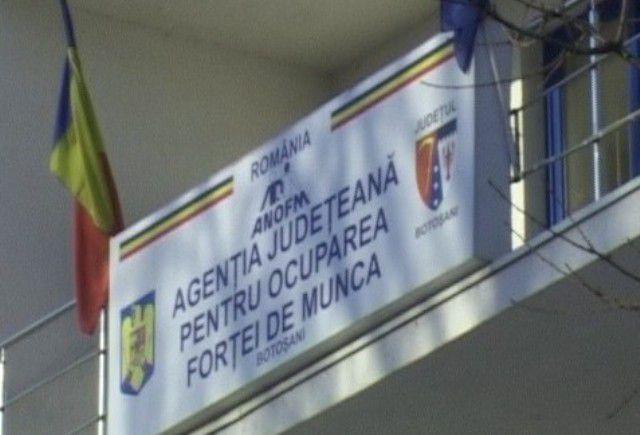 ROMÂNIA
ANOFM
AGENȚIA JUDEȚEANĂ
PENTRU OCUPAREA
FORȚEI DE MUNCA
BOTOȘANI
JUDEȚUL
BOTOȘANI